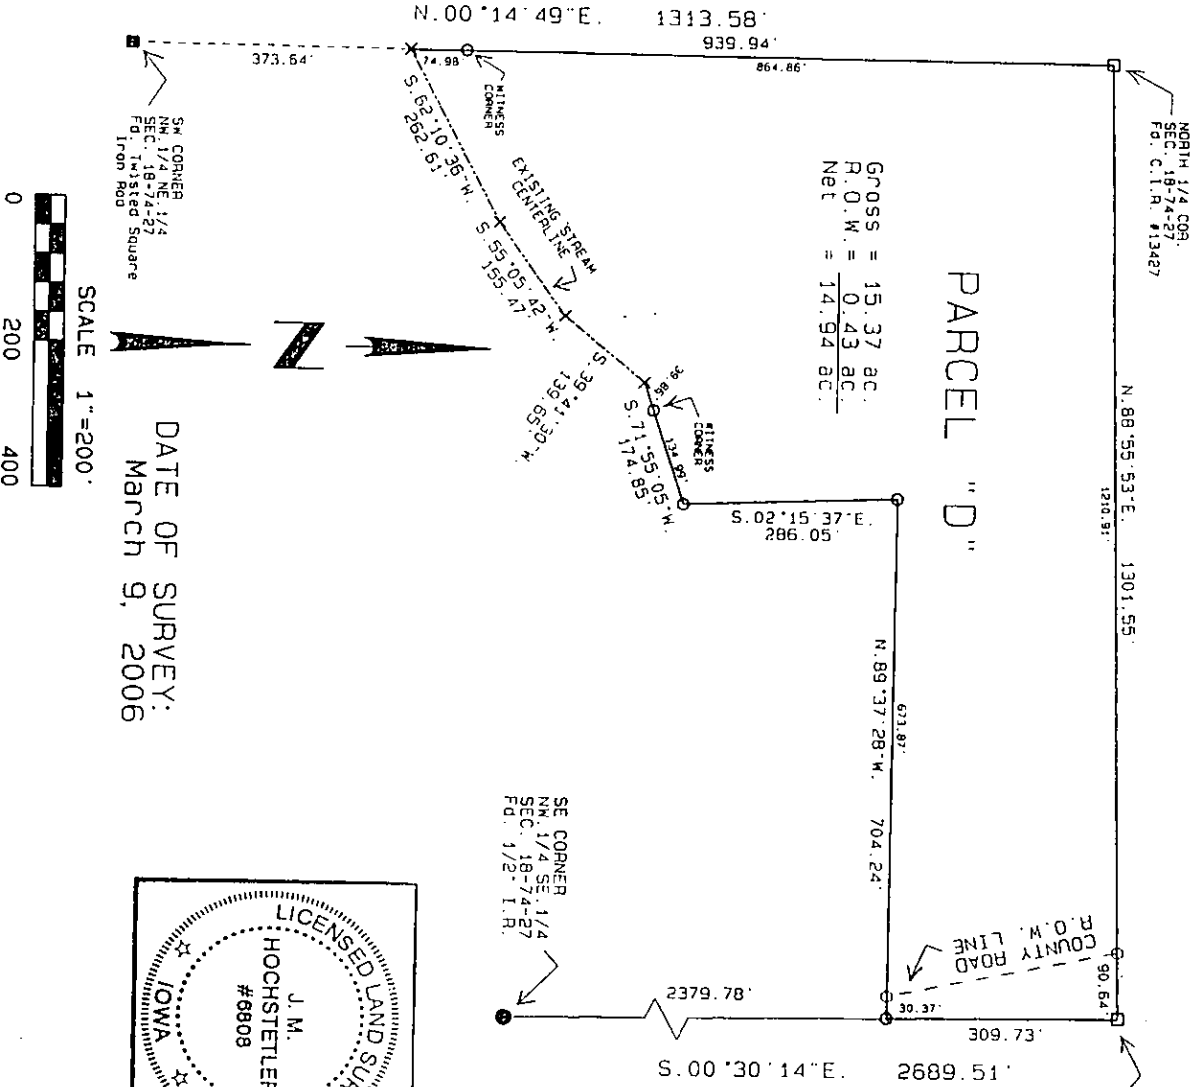 N.00°14'49"E. 1313.58'
939.94'
373.64'
74.98'
864.86'
NORTH 1/4 COR.
SEC. 18-74-27
Fd. C.I.R. #13427
WITNESS
CORNER
S.62°10'36"W.
262.61'
SW CORNER
NW.1/4 NE.1/4
SEC. 18-74-27
Fd. Twisted Square
Iron Rod
EXISTING STREAM
CENTERLINE
S.55°05'42"W.
155.47'
S.39°41'30"W.
139.65'
Gross = 15.37 ac.
R.O.W. = 0.43 ac.
Net = 14.94 ac.
PARCEL "D"
N.88°55'53"E. 1301.55'
1210.91'
39.86'
WITNESS
CORNER
134.99'
S.71°55'05"W.
174.85'
S.02°15'37"E.
286.05'
N
SCALE 1"=200'
0 200 400
DATE OF SURVEY:
March 9, 2006
673.87'
N.89°37'28"W. 704.24'
SE CORNER
NW.1/4 SE.1/4
SEC. 18-74-27
Fd. 1/2" I.R.
COUNTY ROAD
R.O.W. LINE
90.64'
30.37'
2379.78'
309.73'
S.00°30'14"E. 2689.51'
LICENSED LAND SUR
J. M.
HOCHSTETLER
#6808
IOWA